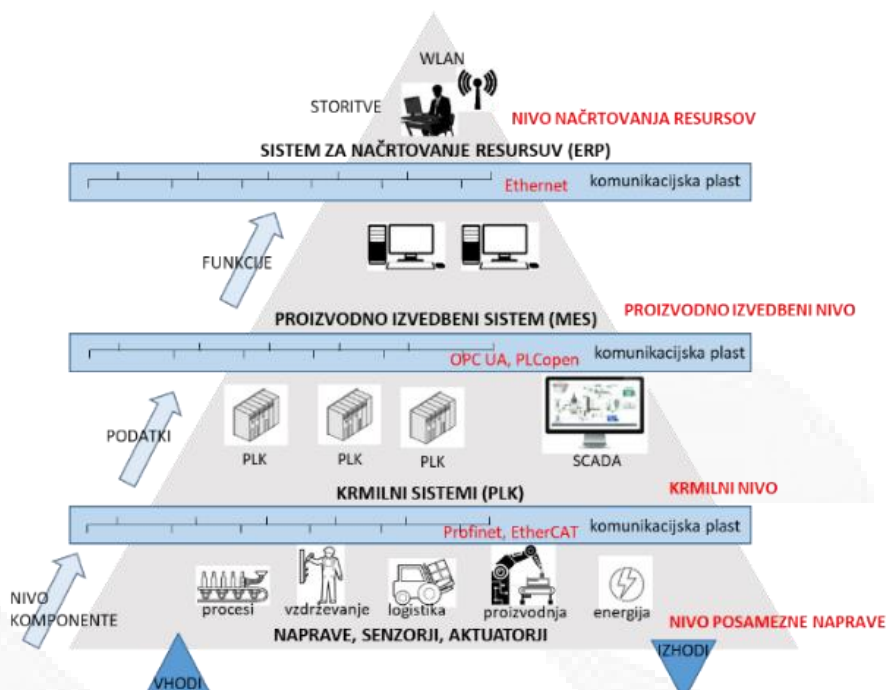 WLAN
STORITVE
NIVO NAČRTOVANJA RESURSOV
SISTEM ZA NAČRTOVANJE RESURSUV (ERP)
Ethernet
komunikacijska plast
FUNKCIJE
PROIZVODNO IZVEDBENI NIVO
PROIZVODNO IZVEDBENI SISTEM (MES)
OPC UA, PLCopen
komunikacijska plast
PODATKI
PLK
PLK
PLK
SCADA
KRMILNI SISTEMI (PLK)
KRMILNI NIVO
Profinet, EtherCAT
komunikacijska plast
NIVO
KOMPONENTE
procesi
vzdrževanje
logistika
proizvodnja
energija
NAPRAVE, SENZORJI, AKTUATORJI
NIVO POSAMEZNE NAPRAVE
VHODI
IZHODI